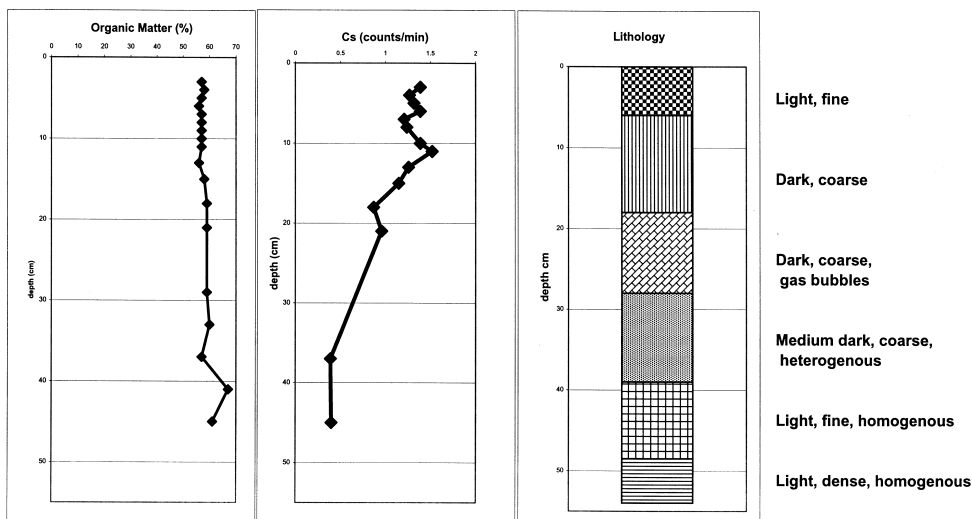 Organic Matter (%)
0 10 20 30 40 50 60 70
0
10
20
30
40
50
depth (cm)
Cs (counts/min)
0 0.5 1 1.5 2
0
10
20
30
40
50
depth (cm)
Lithology
0
10
20
30
40
50
depth cm
Light, fine
Dark, coarse
Dark, coarse,
gas bubbles
Medium dark, coarse,
heterogenous
Light, fine, homogenous
Light, dense, homogenous